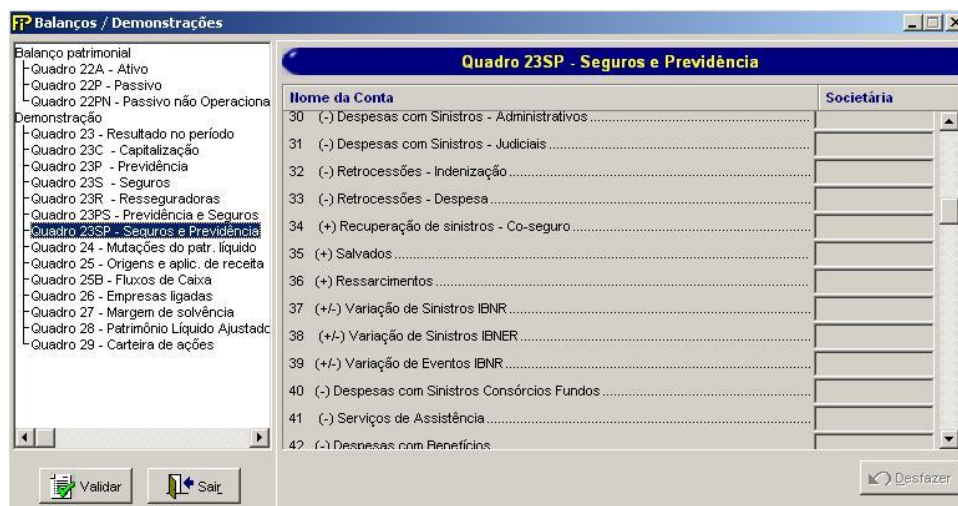 FIP Balanços / Demonstrações
Balanço patrimonial
Quadro 22A - Ativo
Quadro 22P - Passivo
Quadro 22PN - Passivo não Operaciona
Demonstração
Quadro 23 - Resultado no período
Quadro 23C - Capitalização
Quadro 23P - Previdência
Quadro 23S - Seguros
Quadro 23R - Resseguradoras
Quadro 23PS - Previdência e Seguros
Quadro 23SP - Seguros e Previdência
Quadro 24 - Mutações do patr. líquido
Quadro 25 - Origens e aplic. de receita
Quadro 25B - Fluxos de Caixa
Quadro 26 - Empresas ligadas
Quadro 27 - Margem de solvência
Quadro 28 - Patrimônio Líquido Ajustado
Quadro 29 - Carteira de ações
Validar
Sair
Quadro 23SP - Seguros e Previdência
Nome da Conta Societária
30 (-) Despesas com Sinistros - Administrativos
31 (-) Despesas com Sinistros - Judiciais
32 (-) Retrocessões - Indenização
33 (-) Retrocessões - Despesa
34 (+) Recuperação de sinistros - Co-seguro
35 (+) Salvados
36 (+) Ressarcimentos
37 (+/-) Variação de Sinistros IBNR
38 (+/-) Variação de Sinistros IBNER
39 (+/-) Variação de Eventos IBNR
40 (-) Despesas com Sinistros Consórcios Fundos
41 (-) Serviços de Assistência
42 (-) Despesas com Benefícios
Desfazer